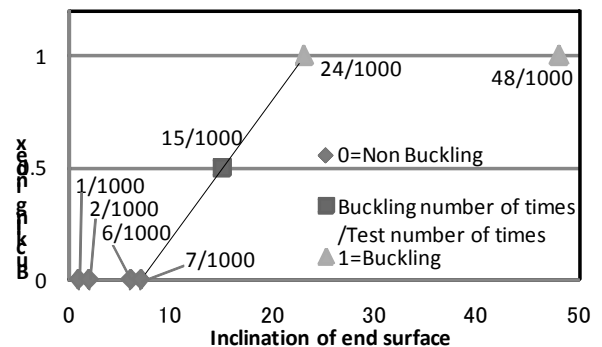 1
24/1000
48/1000
15/1000
0=Non Buckling
0.5
1/1000
2/1000
6/1000
Buckling number of times
/Test number of times
7/1000
1=Buckling
0
0 10 20 30 40 50
Inclination of end surface